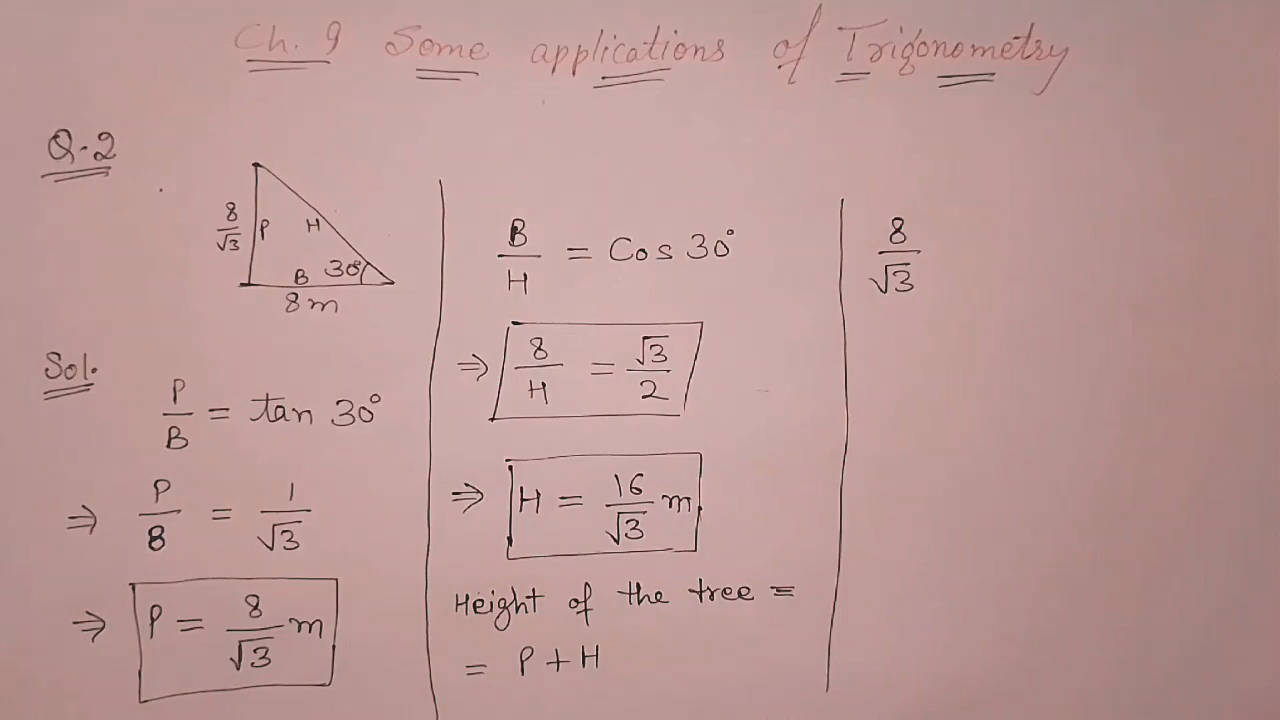 Ch. 9 Some applications of Trigonometry
Q-2
8/√3
P
H
B
30°
8 m
Sol.
P/B = tan 30°
⇒ P/8 = 1/√3
⇒ P = 8/√3 m
B/H = Cos 30°
⇒ 8/H = √3/2
⇒ H = 16/√3 m
Height of the tree =
= P + H
8/√3